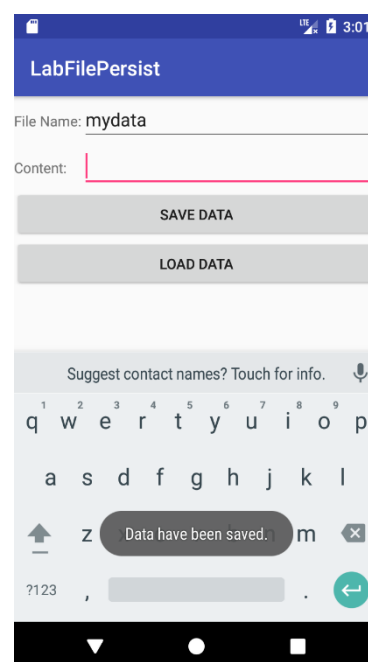 LTE 3:01
LabFilePersist
File Name: mydata
Content:
SAVE DATA
LOAD DATA
Suggest contact names? Touch for info.
1 2 3 4 5 6 7 8 9
q w e r t y u i o p
a s d f g h j k l
z Data have been saved. m
?123 , .